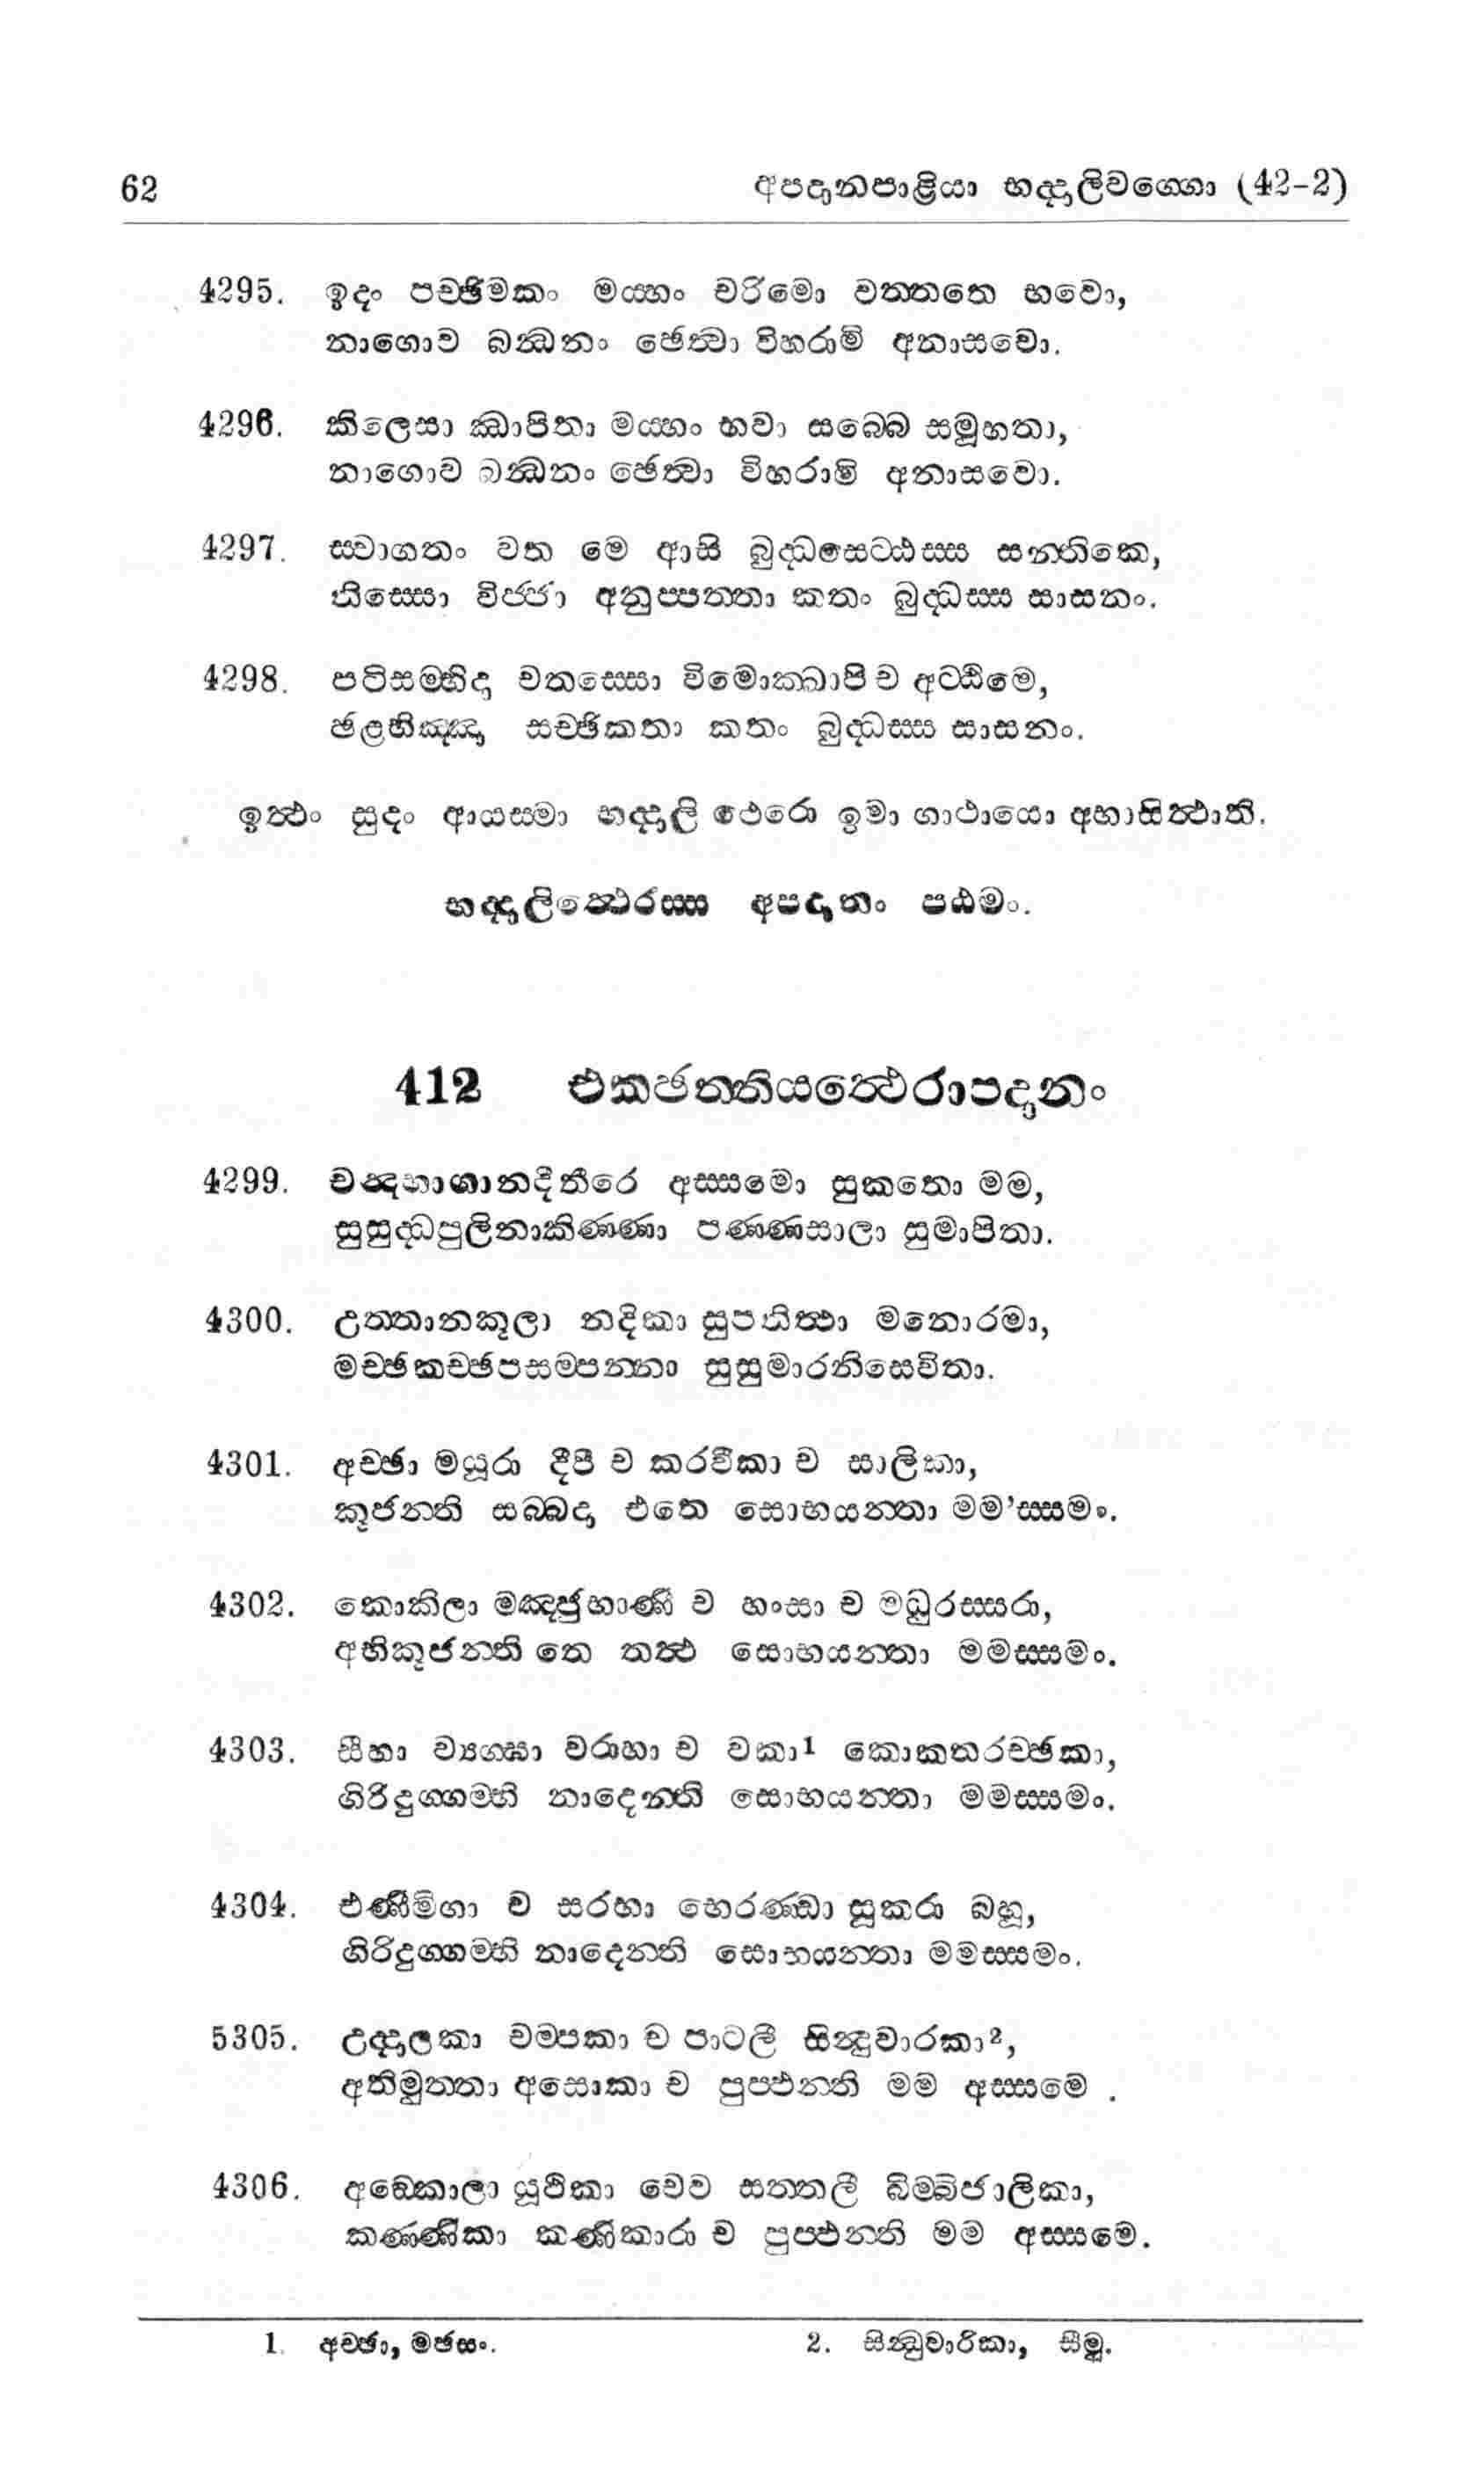 62 අපදානපාළියා භද්දාලිවග්ගො (42-2)
4295. ඉදං පච්ඡිමකං මය්හං චරිමො වත්තතෙ භවො,
නාගොව බන්ධනං ඡෙත්වා විහරාමි අනාසවො.
4296. කිලෙසා ඣාපිතා මය්හං භවා සබ්බෙ සමූහතා,
නාගොව බන්ධනං ඡෙත්වා විහරාමි අනාසවො.
4297. ස්වාගතං වත මෙ ආසි බුද්ධසෙට්ඨස්ස සන්තිකෙ,
තිස්සො විජ්ජා අනුප්පත්තා කතං බුද්ධස්ස සාසනං.
4298. පටිසම්භිදා චතස්සො විමොක්ඛාපි ච අට්ඨිමෙ,
ඡළභිඤ්ඤා සච්ඡිකතා කතං බුද්ධස්ස සාසනං.
ඉත්ථං සුදං ආයස්මා භද්දාලි ථෙරො ඉමා ගාථායො අභාසිත්ථාති.
භද්දාලිත්ථෙරස්ස අපදානං පඨමං.
412 එකඡත්තියත්ථෙරාපදානං
4299. චන්දභාගානදීතීරෙ අස්සමො සුකතො මම,
සුසුද්ධපුලිනාකිණ්ණා පණ්ණසාලා සුමාපිතා.
4300. උත්තානකූලා නදිකා සුපතිත්ථා මනොරමා,
මච්ඡකච්ඡපසම්පන්නා සුසුමාරනිසෙවිතා.
4301. අච්ඡා මයූරා දීපී ච කරවීකා ච සාලිකා,
කූජන්ති සබ්බදා එතෙ සොභයන්තා මම'ස්සමං.
4302. කොකිලා මඤ්ජුභාණී ච හංසා ච මධුරස්සරා,
අභිකූජන්ති තෙ තත්ථ සොභයන්තා මමස්සමං.
4303. සීහා ව්‍යග්ඝා වරාහා ච වකා¹ කොකතරච්ඡකා,
ගිරිදුග්ගම්හි නාදෙන්ති සොභයන්තා මමස්සමං.
4304. එණීමිගා ච සරභා භෙරණ්ඩා සූකරා බහූ,
ගිරිදුග්ගම්හි නාදෙන්ති සොභයන්තා මමස්සමං.
5305. උද්දාලකා චම්පකා ච පාටලී සින්දුවාරකා²,
අතිමුත්තා අසොකා ච පුප්ඵන්ති මම අස්සමෙ .
4306. අඞ්කොලා යූථිකා චෙව සත්තලී බිම්බිජාලිකා,
කණ්ණිකා කණිකාරා ච පුප්ඵන්ති මම අස්සමෙ.
1. අච්ඡා, මඡසං. 2. සින්ධුවාරිකා, සීමු.